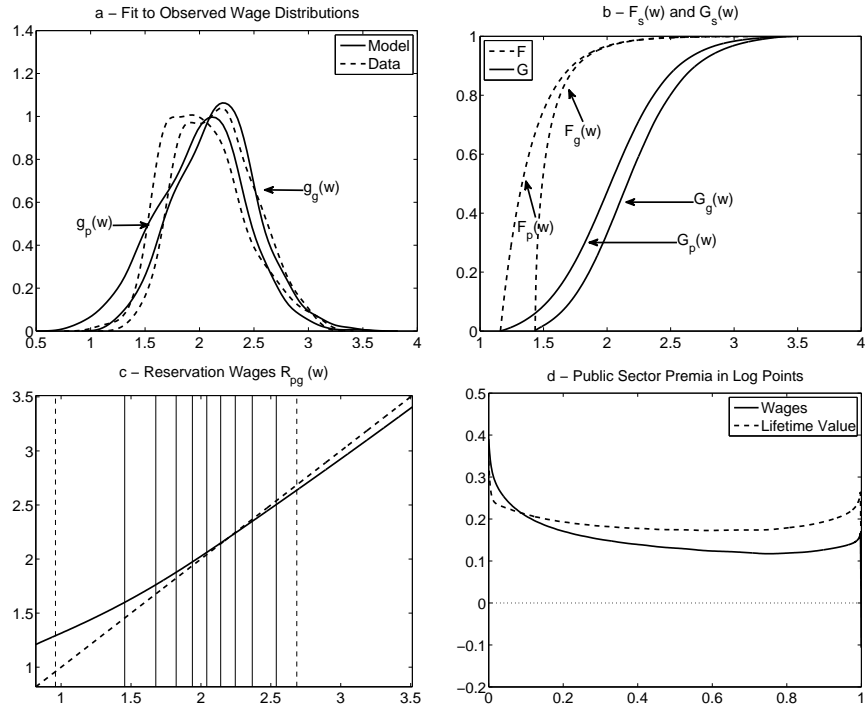 a – Fit to Observed Wage Distributions
1.4
1.2
1
0.8
0.6
0.4
0.2
0
0.5 1 1.5 2 2.5 3 3.5 4
Model
Data
g_p(w)
g_g(w)
b – F_s(w) and G_s(w)
1
0.8
0.6
0.4
0.2
0
1 1.5 2 2.5 3 3.5 4
F
G
F_g(w)
F_p(w)
G_g(w)
G_p(w)
c – Reservation Wages R_pg (w)
3.5
3
2.5
2
1.5
1
1 1.5 2 2.5 3 3.5
d – Public Sector Premia in Log Points
0.5
0.4
0.3
0.2
0.1
0
−0.1
−0.2
0 0.2 0.4 0.6 0.8 1
Wages
Lifetime Value